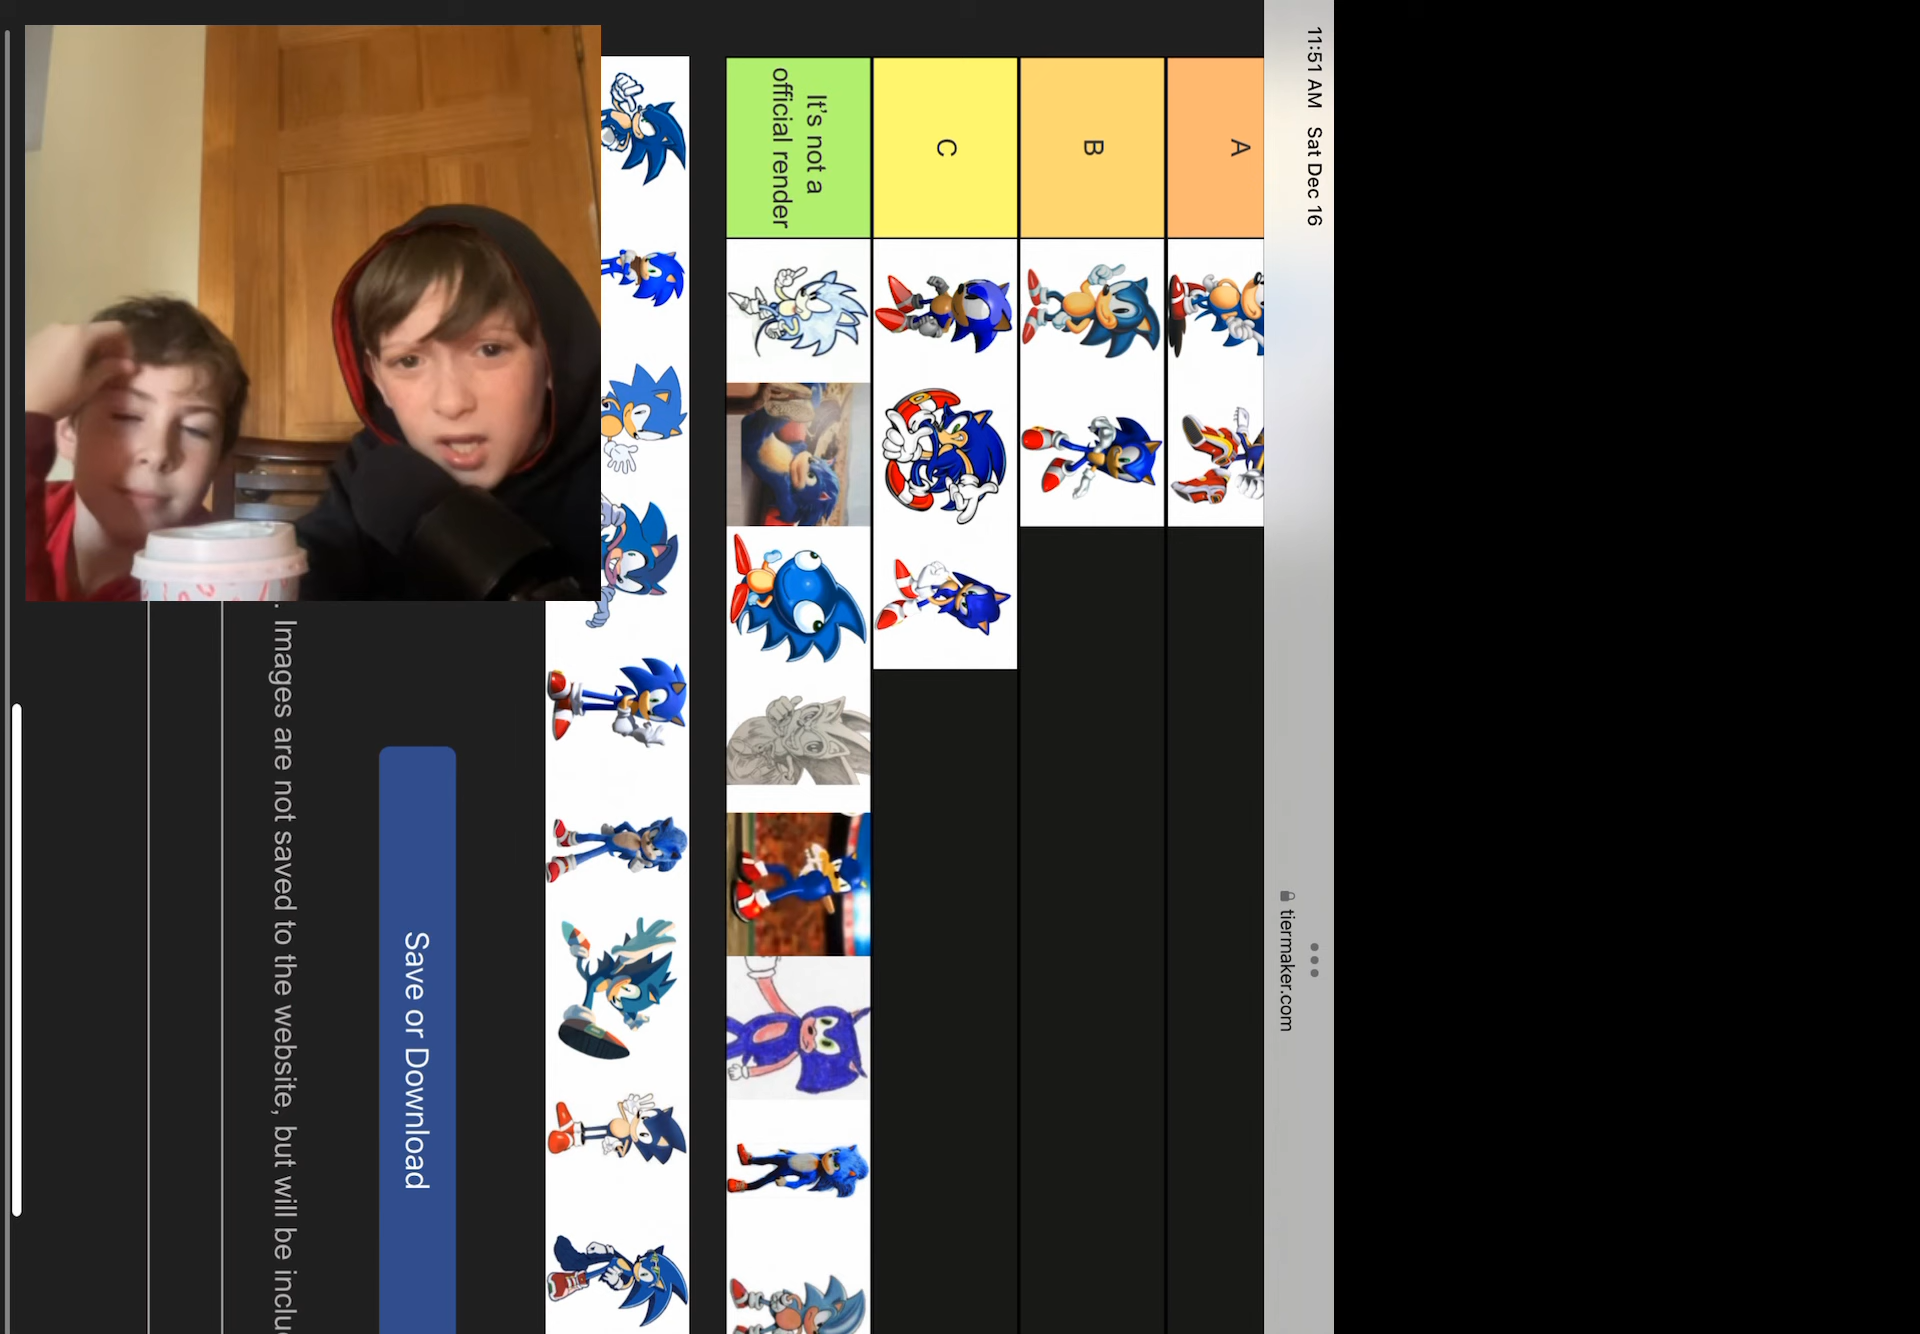 11:51 AM Sat Dec 16
tiermaker.com
A
B
C
It's not a
official render
Save or Download
. Images are not saved to the website, but will be inclu